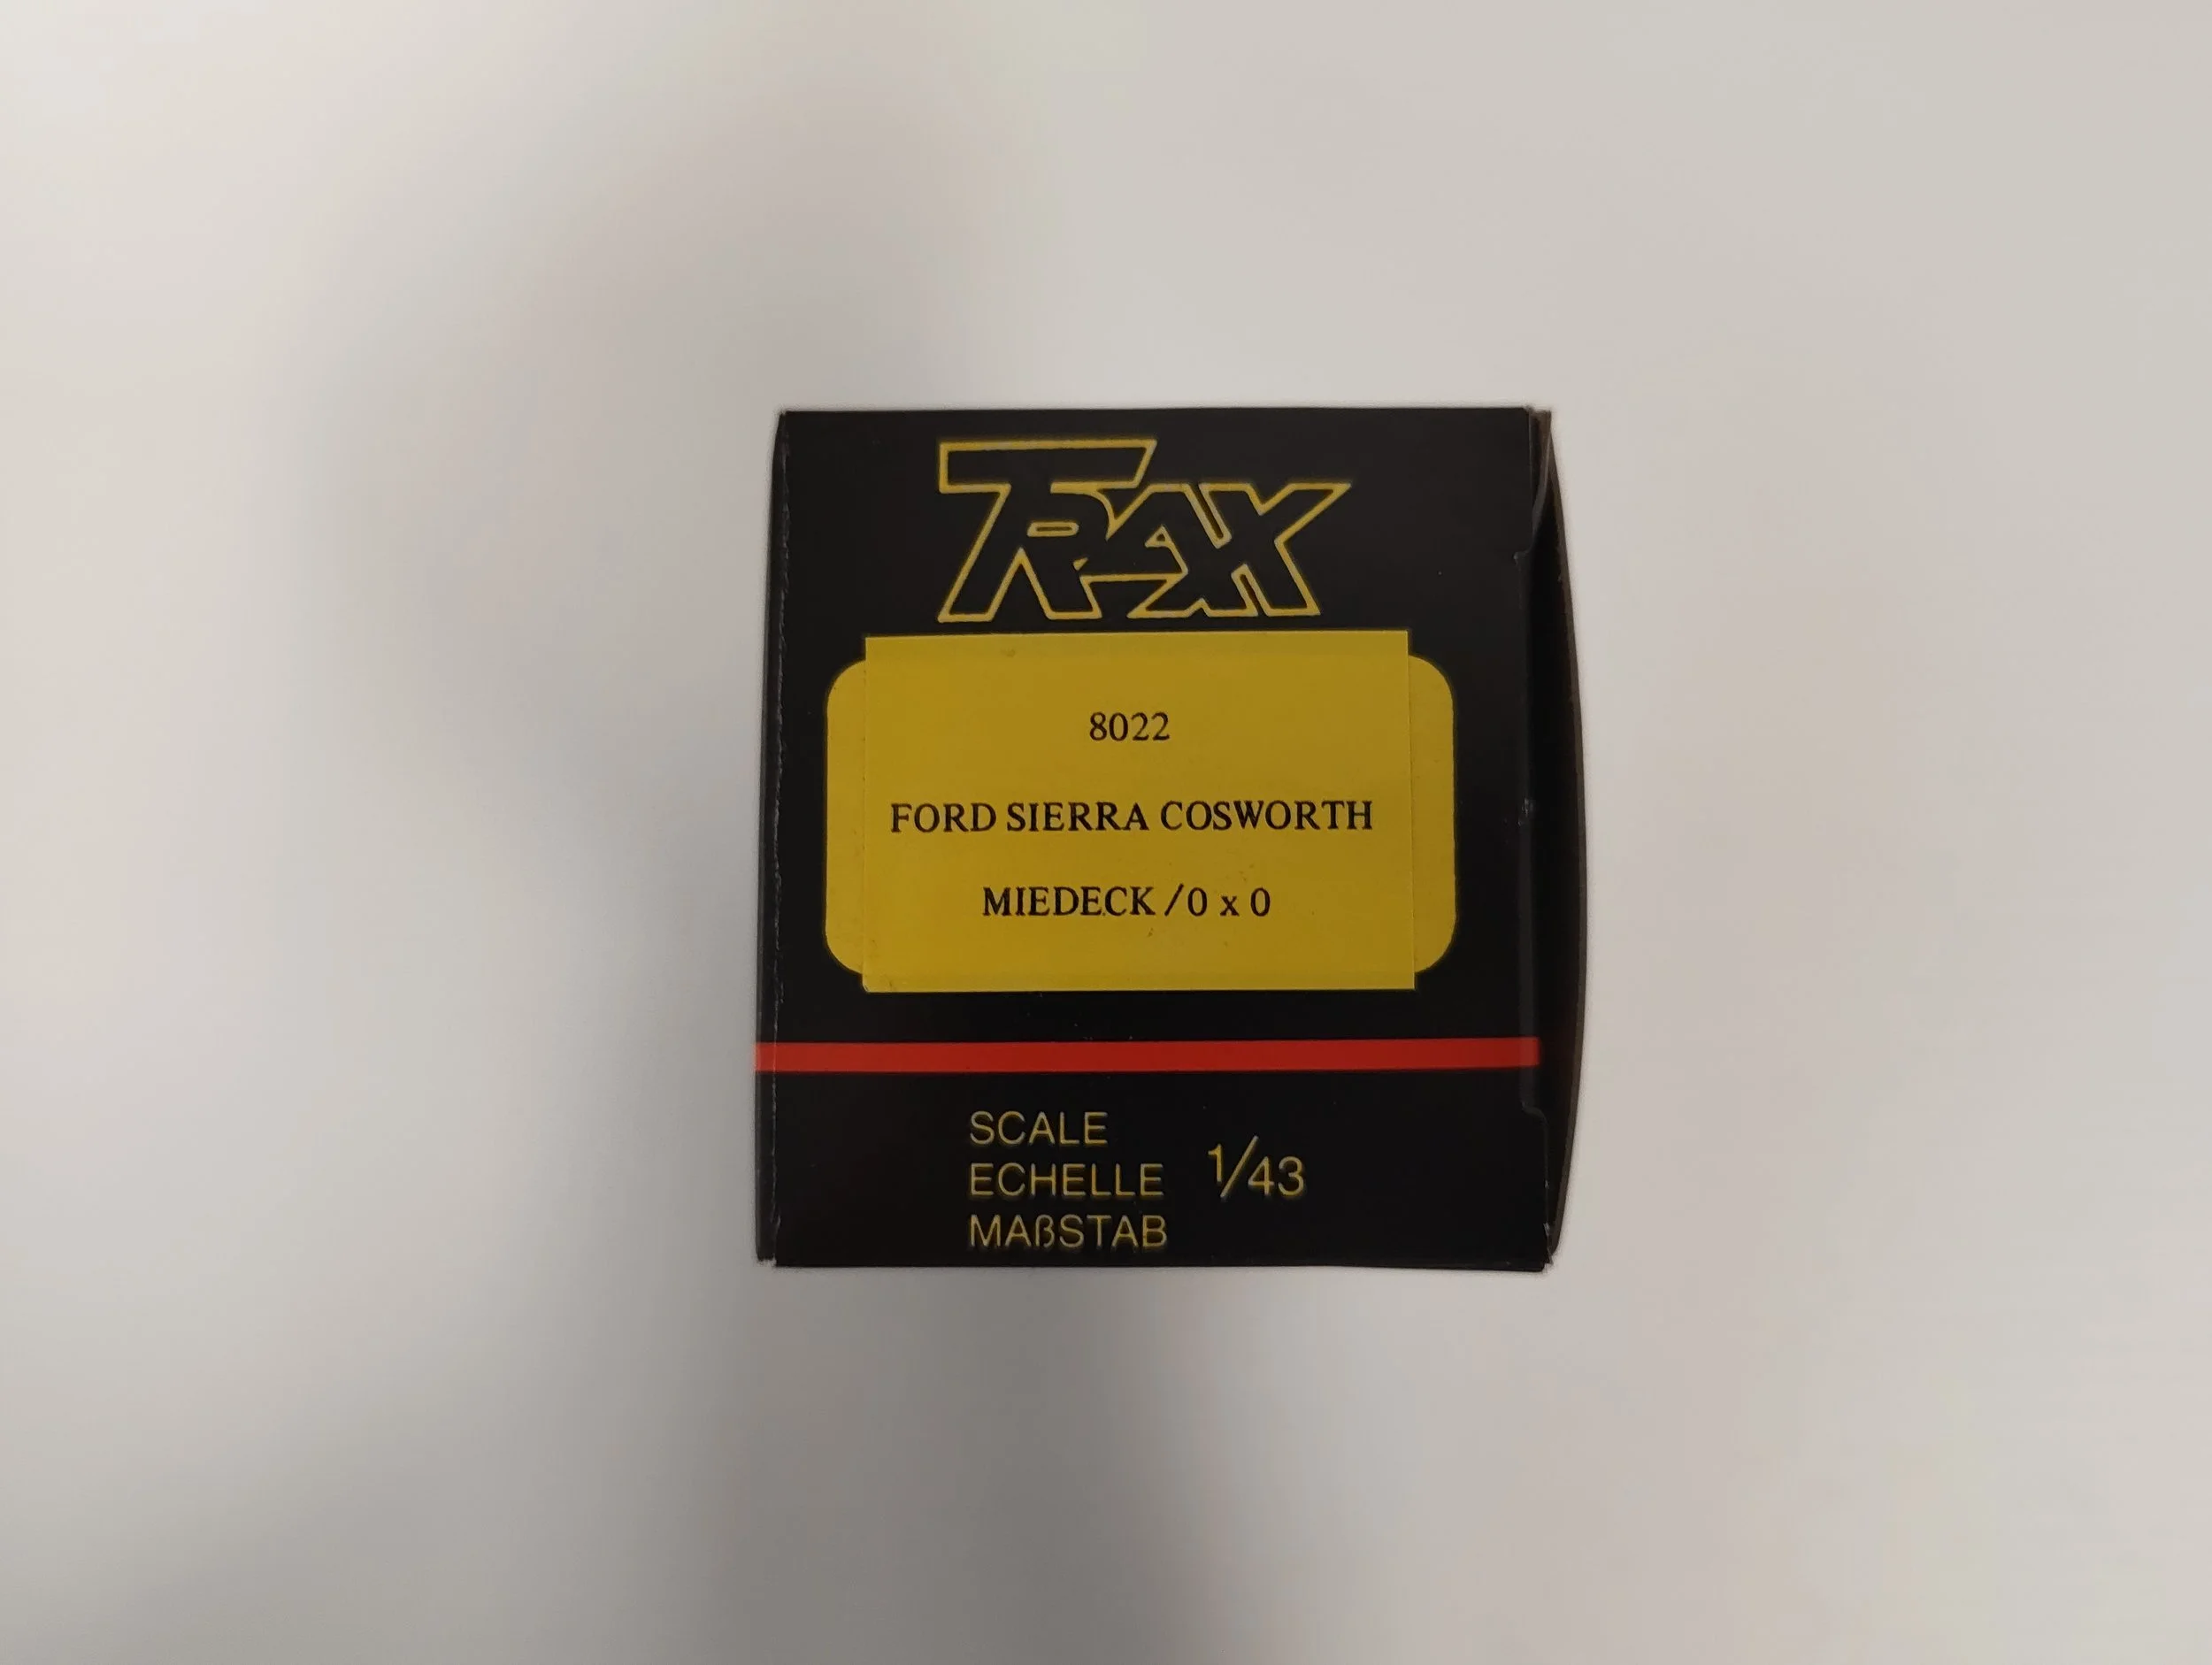 TRAX
8022
FORD SIERRA COSWORTH
MIEDECK /0 x 0
SCALE
ECHELLE 1/43
MAßSTAB